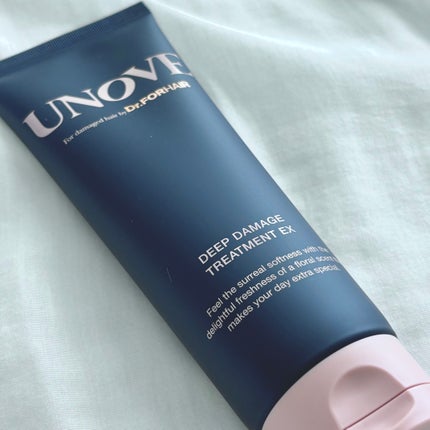 UNOVE
For damaged hair by Dr.FORHAIR
DEEP DAMAGE
TREATMENT EX
Feel the surreal softness with the
delightful freshness of a floral scent
makes your day extra special.